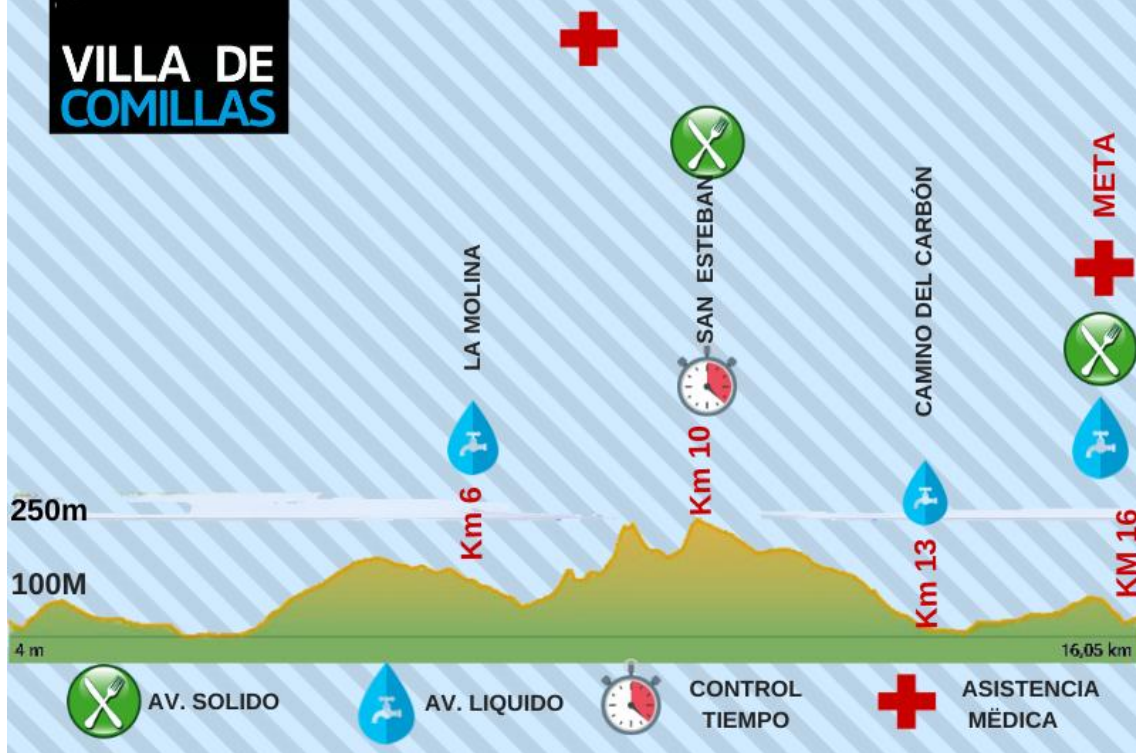 VILLA DE
COMILLAS
META
SAN ESTEBAN
CAMINO DEL CARBÓN
LA MOLINA
Km 10
Km 6
250m
Km 13
KM 16
100M
4 m
16,05 km
AV. SOLIDO
AV. LIQUIDO
CONTROL
TIEMPO
ASISTENCIA
MËDICA